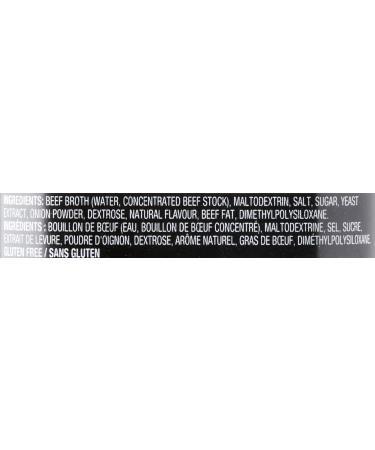 INGREDIENTS: BEEF BROTH (WATER, CONCENTRATED BEEF STOCK), MALTODEXTRIN, SALT, SUGAR, YEAST
EXTRACT, ONION POWDER, DEXTROSE, NATURAL FLAVOUR, BEEF FAT, DIMETHYLPOLYSILOXANE.
INGRÉDIENTS : BOUILLON DE BŒUF (EAU, BOUILLON DE BŒUF CONCENTRÉ), MALTODEXTRINE, SEL, SUCRE,
EXTRAIT DE LEVURE, POUDRE D'OIGNON, DEXTROSE, ARÔME NATUREL, GRAS DE BŒUF, DIMÉTHYLPOLYSILOXANE.
GLUTEN FREE / SANS GLUTEN